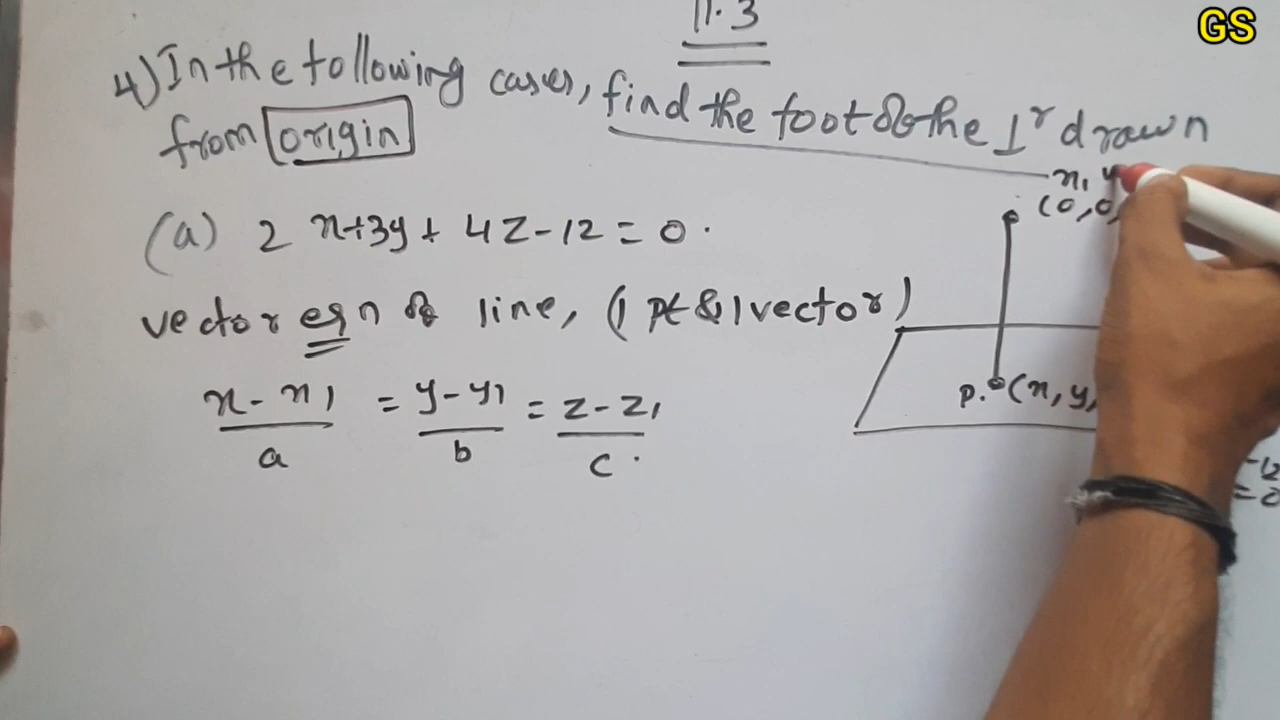 GS
11.3
4) In the following cases, find the foot of the ⊥r drawn
from origin
x1 y
(0,0,
(a) 2x+3y+4z-12=0.
vector eqn of line, (1 pt & 1 vector)
x-x1 = y-y1 = z-z1
a b c.
P. (x, y,
-12
=